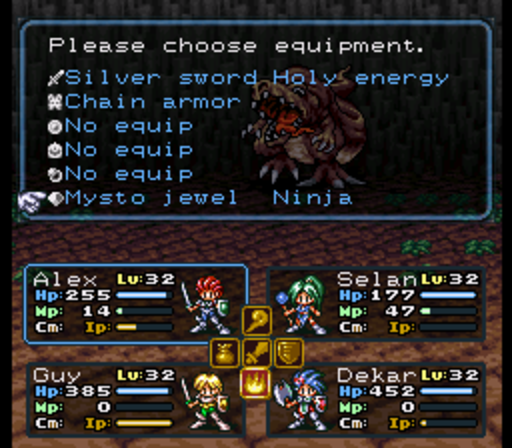 Please choose equipment.
Silver sword Holy energy
Chain armor
No equip
No equip
No equip
Mysto jewel Ninja
Alex Lv:32
Hp:255
Mp: 14
Cm: Ip:
Selan Lv:32
Hp:177
Mp: 47
Cm: Ip:
Guy Lv:32
Hp:385
Mp: 0
Cm: Ip:
Dekar Lv:32
Hp:452
Mp: 0
Cm: Ip: